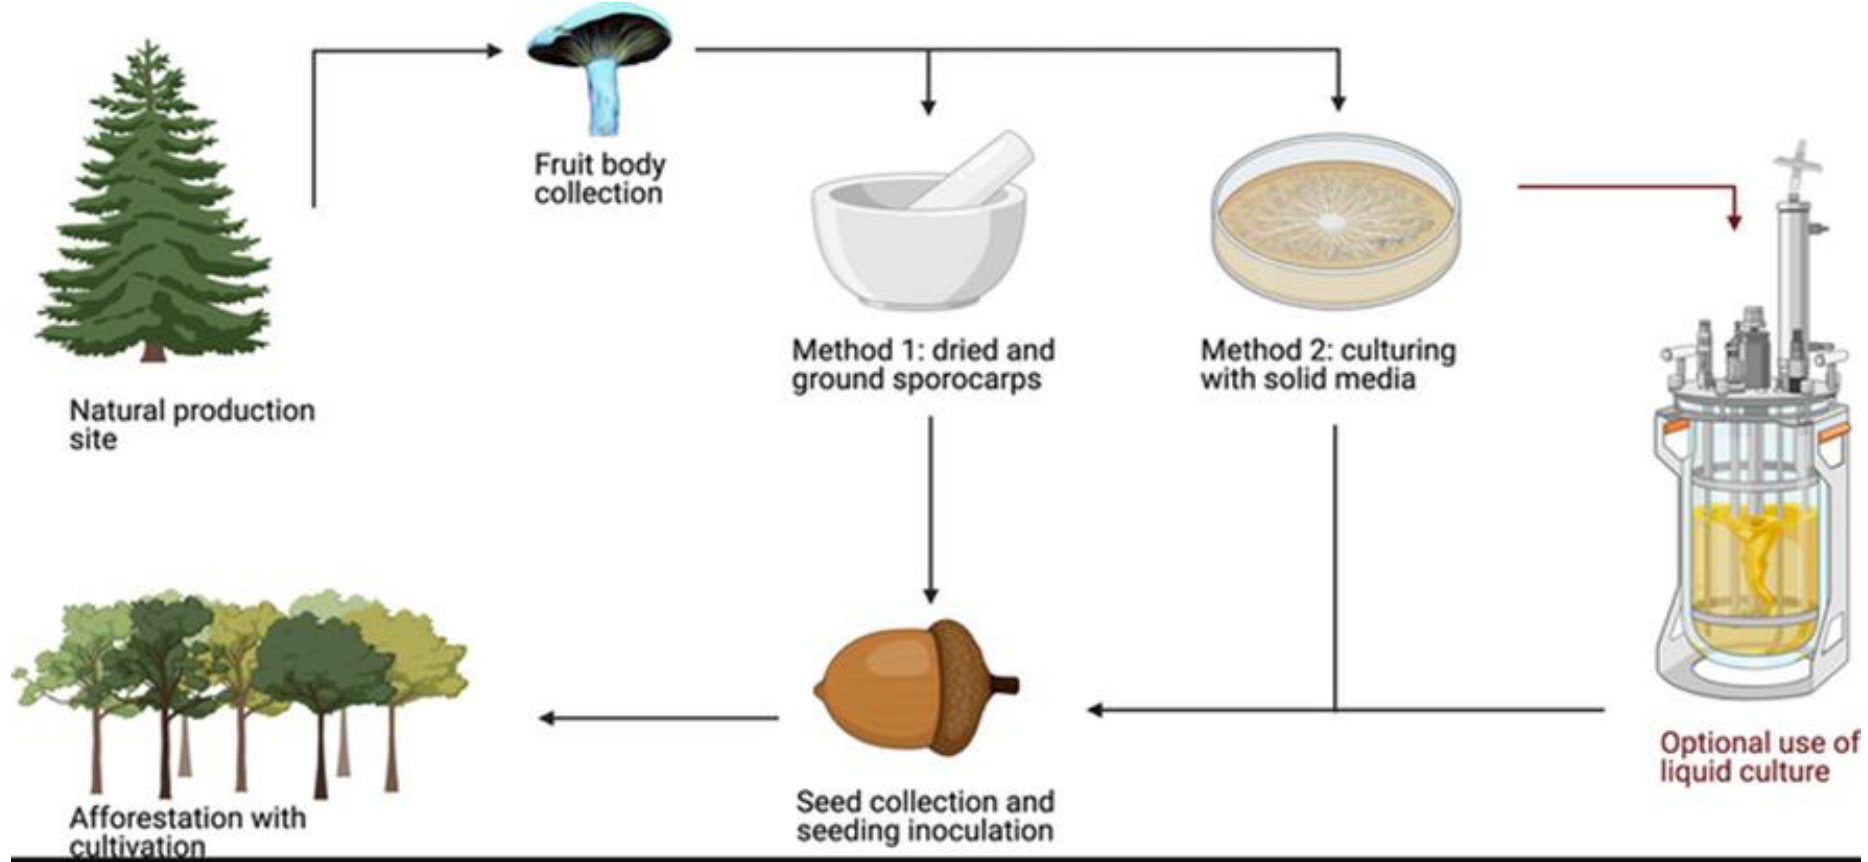 Fruit body
collection
Natural production
site
Method 1: dried and
ground sporocarps
Method 2: culturing
with solid media
Optional use of
liquid culture
Seed collection and
seeding inoculation
Afforestation with
cultivation